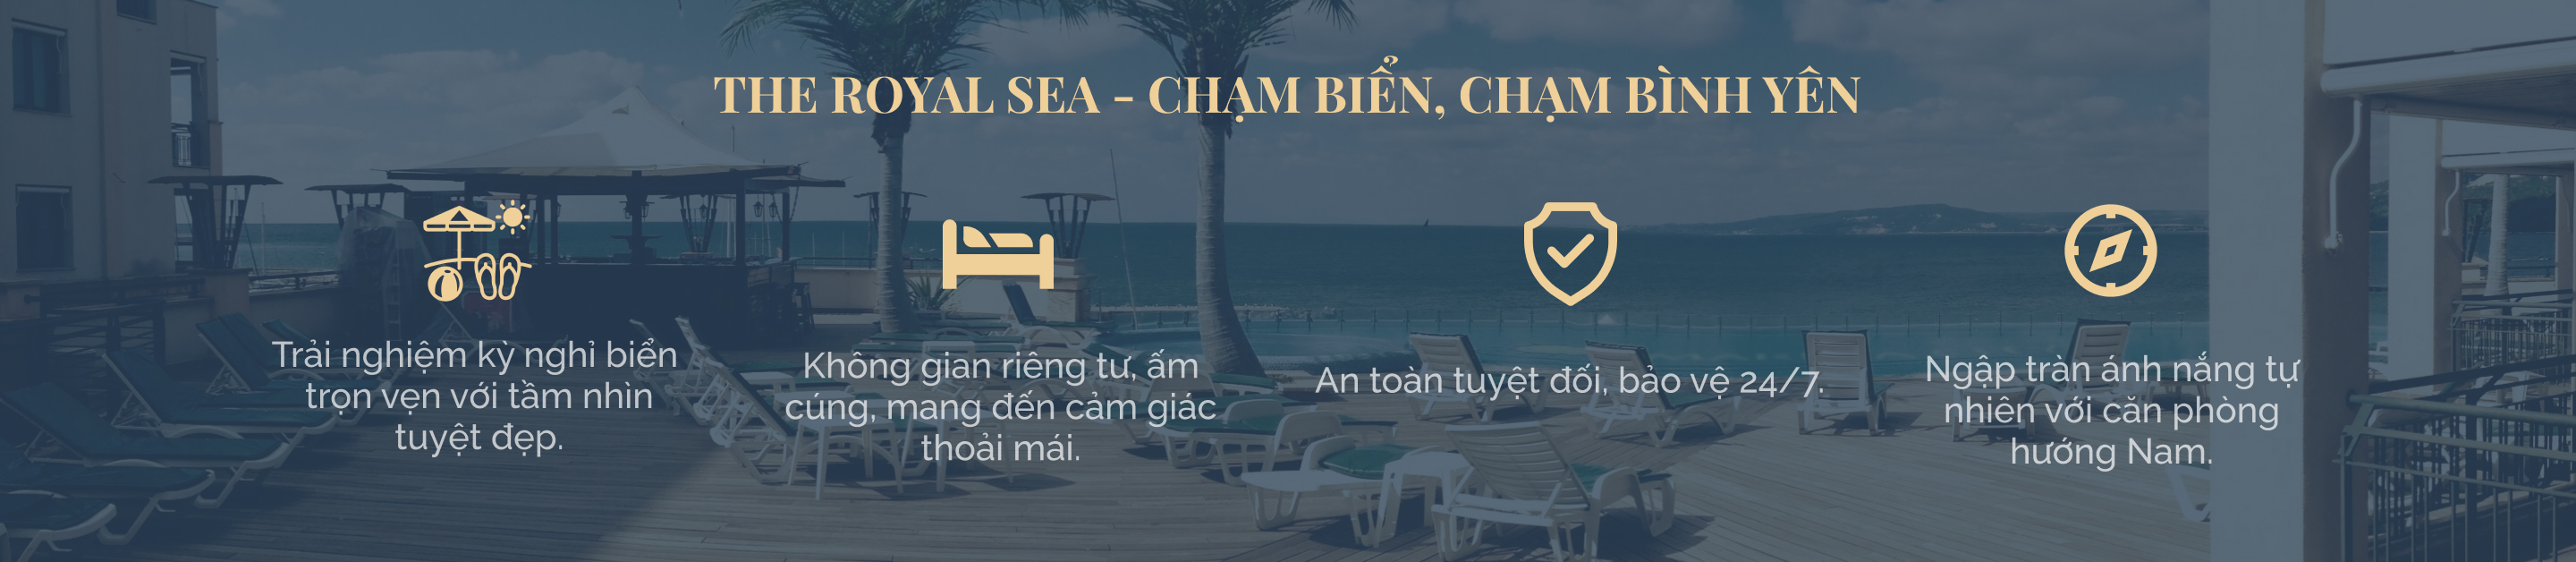 THE ROYAL SEA - CHẠM BIỂN, CHẠM BÌNH YÊN
Trải nghiệm kỳ nghỉ biển
trọn vẹn với tầm nhìn
tuyệt đẹp.
Không gian riêng tư, ấm
cúng, mang đến cảm giác
thoải mái.
An toàn tuyệt đối, bảo vệ 24/7.
Ngập tràn ánh nắng tự
nhiên với căn phòng
hướng Nam.